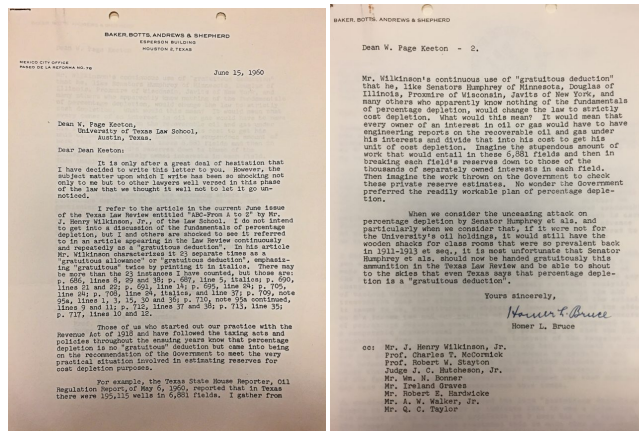 BAKER, BOTTS, ANDREWS & SHEPHERD
ESPERSON BUILDING
HOUSTON 2, TEXAS
MEXICO CITY OFFICE
PASEO DE LA REFORMA NO. 76
June 15, 1960
Dean W. Page Keeton,
University of Texas Law School,
Austin, Texas.
Dear Dean Keeton:
It is only after a great deal of hesitation that
I have decided to write this letter to you. However, the
subject matter upon which I write has been so shocking not
only to me but to other lawyers well versed in this phase
of the law that we thought it well not to let it go un-
noticed.
I refer to the article in the current June issue
of the Texas Law Review entitled "ABC-From A to Z" by Mr.
J. Henry Wilkinson, Jr., of the Law School. I do not intend
to get into a discussion of the fundamentals of percentage
depletion, but I and others are shocked to see it referred
to in an article appearing in the Law Review continuously
and repeatedly as a "gratuitous deduction". In his article
Mr. Wilkinson characterizes it 23 separate times as a
"gratuitous allowance" or "gratuitous deduction", emphasiz-
ing "gratuitous" twice by printing it in italics. There may
be more than the 23 instances I have counted, but those are:
p. 686, lines 8, 29 and 38; p. 687, line 5, italics; p. 690,
lines 21 and 22; p. 691, line 14; p. 695, line 24; p. 705,
line 24; p. 708, line 24, italics, and line 37; p. 709, note
95a, lines 1, 3, 15, 30 and 36; p. 710, note 95a continued,
lines 9 and 11; p. 712, lines 37 and 38; p. 713, line 35;
p. 717, lines 10 and 12.
Those of us who started out our practice with the
Revenue Act of 1918 and have followed the taxing acts and
policies throughout the ensuing years know that percentage
depletion is no "gratuitous" deduction but came into being
on the recommendation of the Government to meet the very
practical situation involved in estimating reserves for
cost depletion purposes.
For example, the Texas State House Reporter, Oil
Regulation Report, of May 6, 1960, reported that in Texas
there were 195,115 wells in 6,881 fields. I gather from
BAKER, BOTTS, ANDREWS & SHEPHERD
Dean W. Page Keeton - 2.
Mr. Wilkinson's continuous use of "gratuitous deduction"
that he, like Senators Humphrey of Minnesota, Douglas of
Illinois, Proxmire of Wisconsin, Javits of New York, and
many others who apparently know nothing of the fundamentals
of percentage depletion, would change the law to strictly
cost depletion. What would this mean? It would mean that
every owner of an interest in oil or gas would have to have
engineering reports on the recoverable oil and gas under
his interests and divide that into his cost to get his
unit of cost depletion. Imagine the stupendous amount of
work that would entail in these 6,881 fields and then in
breaking each field's reserves down to those of the
thousands of separately owned interests in each field.
Then imagine the work thrown on the Government to check
these private reserve estimates. No wonder the Government
preferred the readily workable plan of percentage deple-
tion.
When we consider the unceasing attack on
percentage depletion by Senator Humphrey et als. and
particularly when we consider that, if it were not for
the University's oil holdings, it would still have the
wooden shacks for class rooms that were so prevalent back
in 1911-1913 et seq., it is most unfortunate that Senator
Humphrey et als. should now be handed gratuitously this
ammunition in the Texas Law Review and be able to shout
to the skies that even Texas says that percentage deple-
tion is a "gratuitous deduction".
Yours sincerely,
Homer L. Bruce
Homer L. Bruce
cc: Mr. J. Henry Wilkinson, Jr.
Prof. Charles T. McCormick
Prof. Robert W. Stayton
Judge J. C. Hutcheson, Jr.
Mr. Wm. N. Bonner
Mr. Ireland Graves
Mr. Robert E. Hardwicke
Mr. A. W. Walker, Jr.
Mr. Q. C. Taylor